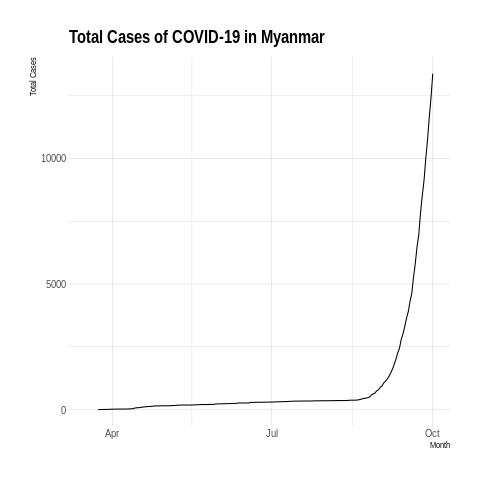 Total Cases of COVID-19 in Myanmar
Total Cases
10000
5000
0
Apr
Jul
Oct
Month